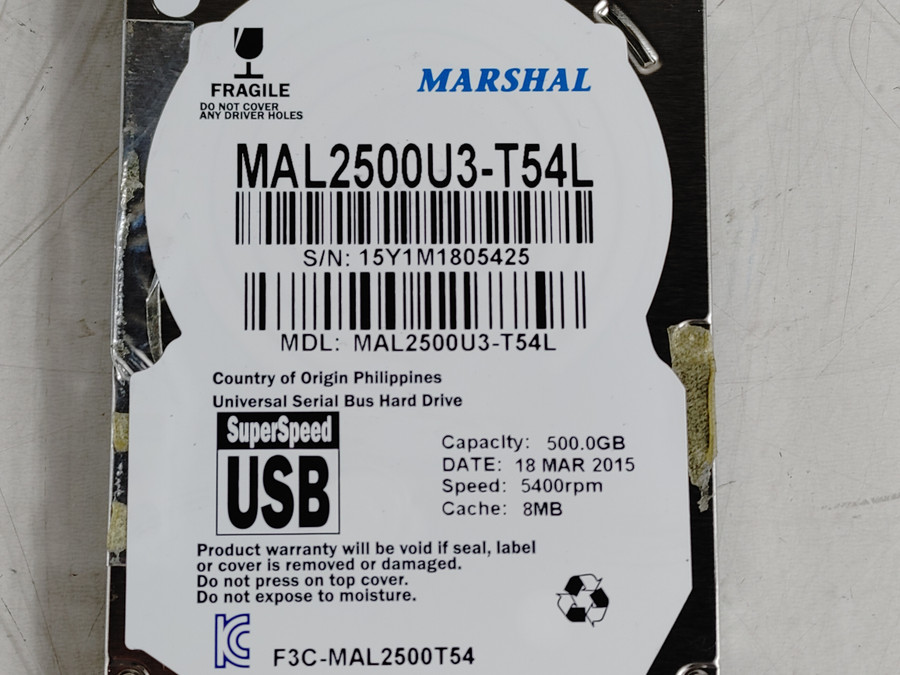 FRAGILE
DO NOT COVER
ANY DRIVER HOLES
MARSHAL
MAL2500U3-T54L
S/N: 15Y1M1805425
MDL: MAL2500U3-T54L
Country of Origin Philippines
Universal Serial Bus Hard Drive
SuperSpeed
USB
Capacity: 500.0GB
DATE: 18 MAR 2015
Speed: 5400rpm
Cache: 8MB
Product warranty will be void if seal, label
or cover is removed or damaged.
Do not press on top cover.
Do not expose to moisture.
F3C-MAL2500T54